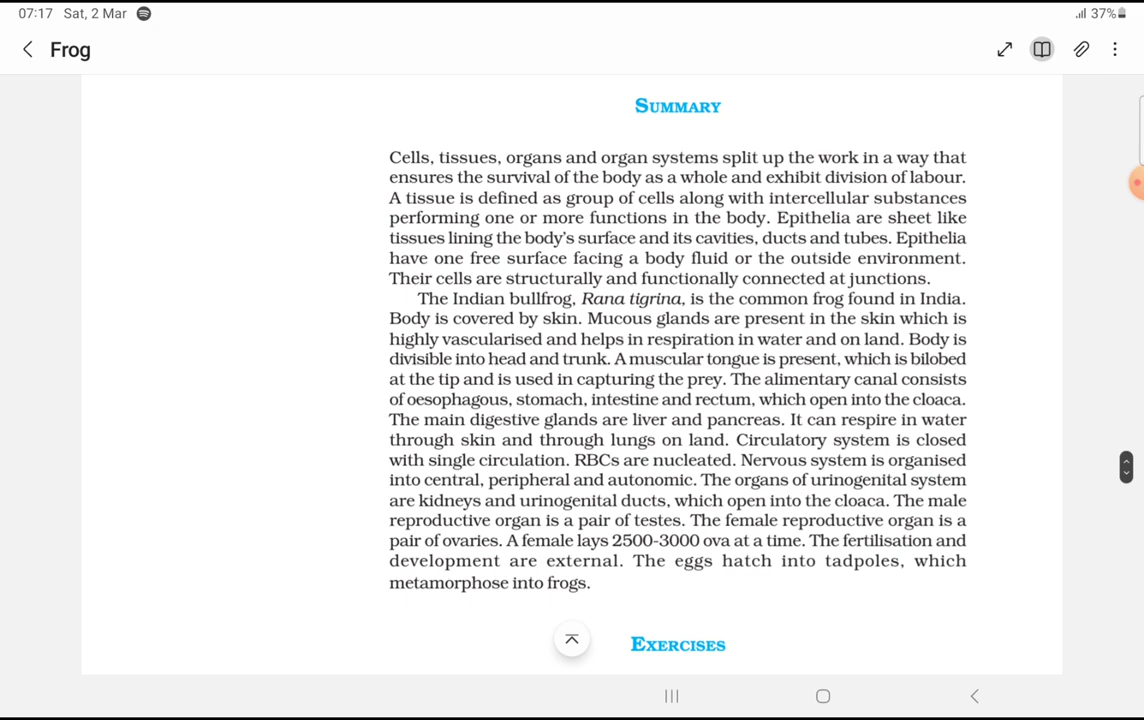 07:17 Sat, 2 Mar
37%
Frog
SUMMARY
Cells, tissues, organs and organ systems split up the work in a way that
ensures the survival of the body as a whole and exhibit division of labour.
A tissue is defined as group of cells along with intercellular substances
performing one or more functions in the body. Epithelia are sheet like
tissues lining the body's surface and its cavities, ducts and tubes. Epithelia
have one free surface facing a body fluid or the outside environment.
Their cells are structurally and functionally connected at junctions.
The Indian bullfrog, Rana tigrina, is the common frog found in India.
Body is covered by skin. Mucous glands are present in the skin which is
highly vascularised and helps in respiration in water and on land. Body is
divisible into head and trunk. A muscular tongue is present, which is bilobed
at the tip and is used in capturing the prey. The alimentary canal consists
of oesophagous, stomach, intestine and rectum, which open into the cloaca.
The main digestive glands are liver and pancreas. It can respire in water
through skin and through lungs on land. Circulatory system is closed
with single circulation. RBCs are nucleated. Nervous system is organised
into central, peripheral and autonomic. The organs of urinogenital system
are kidneys and urinogenital ducts, which open into the cloaca. The male
reproductive organ is a pair of testes. The female reproductive organ is a
pair of ovaries. A female lays 2500-3000 ova at a time. The fertilisation and
development are external. The eggs hatch into tadpoles, which
metamorphose into frogs.
EXERCISES